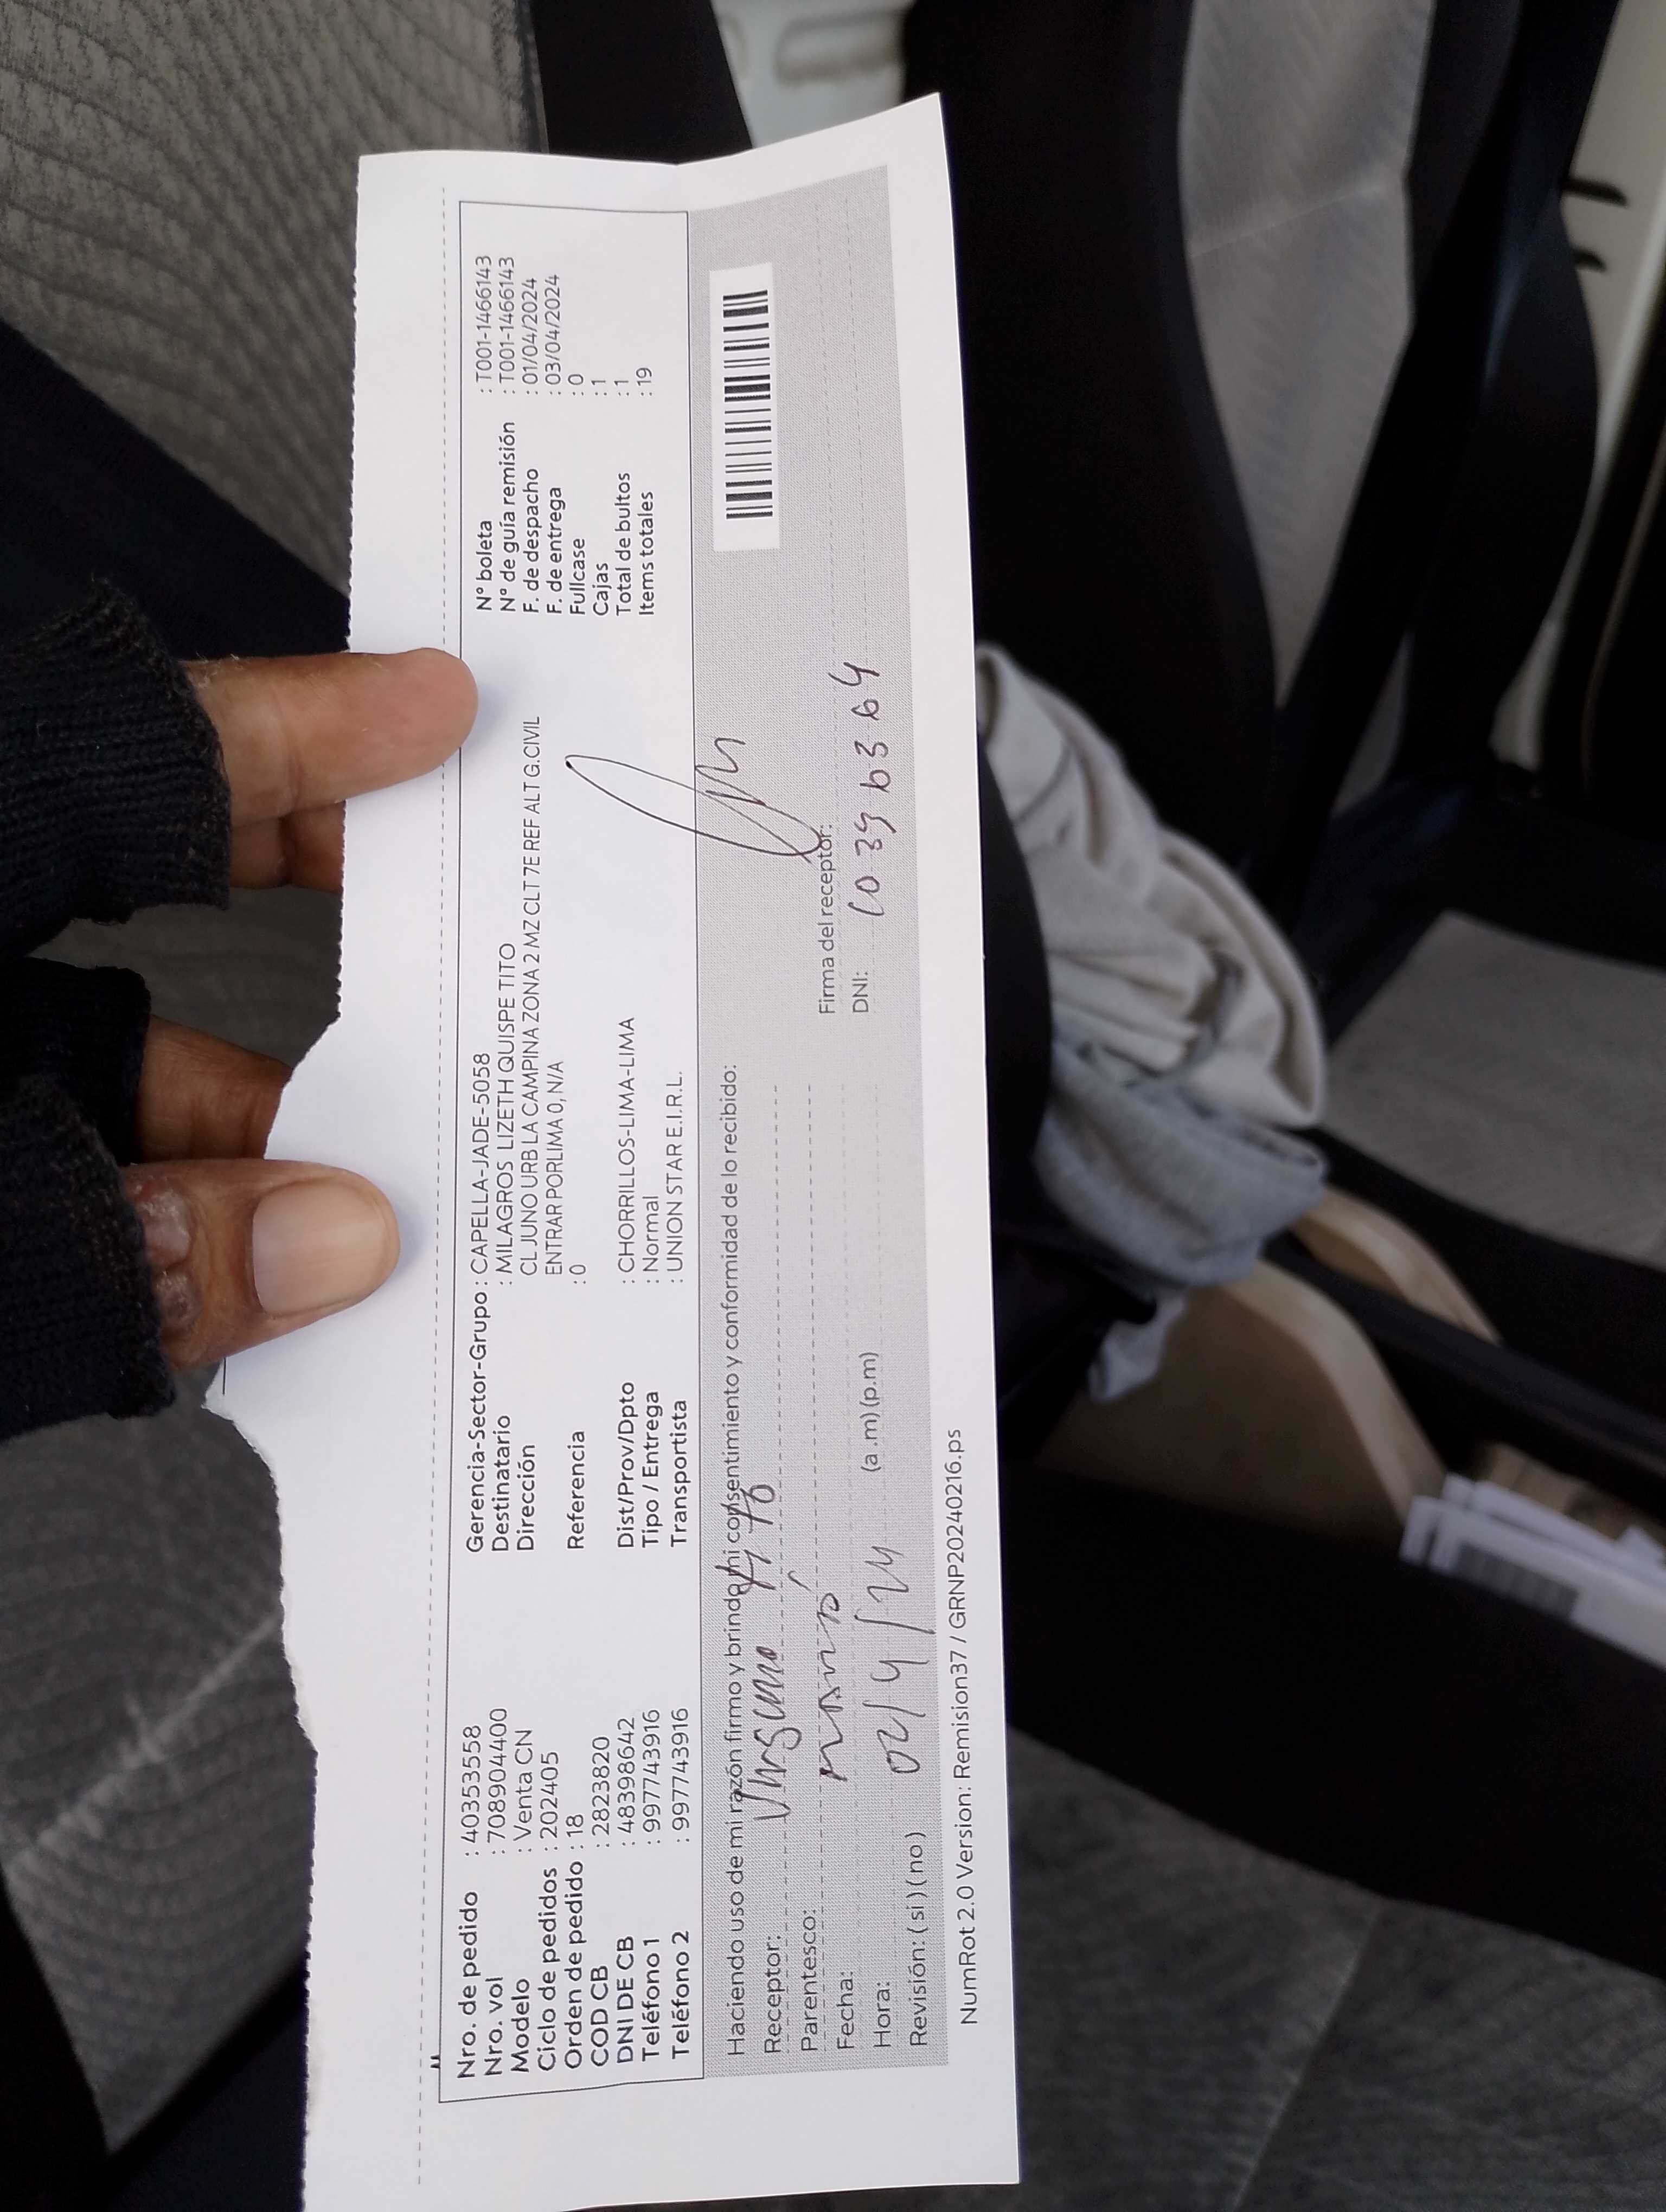 Nro. de pedido : 40353558
Nro. vol : 708904400
Modelo : Venta CN
Ciclo de pedidos : 202405
Orden de pedido : 18
COD CB : 2823820
DNI DE CB : 48398642
Teléfono 1 : 997743916
Teléfono 2 : 997743916
Gerencia-Sector-Grupo : CAPELLA-JADE-5058
Destinatario : MILAGROS LIZETH QUISPE TITO
Dirección CL JUNO URB LA CAMPINA ZONA 2 MZ C LT 7E REF ALT G.CIVIL
ENTRAR POR LIMA 0, N/A
Referencia : 0
Dist/Prov/Dpto : CHORRILLOS-LIMA-LIMA
Tipo / Entrega : Normal
Transportista : UNION STAR E.I.R.L.
N° boleta : T001-1466143
N° de guía remisión : T001-1466143
F. de despacho : 01/04/2024
F. de entrega : 03/04/2024
Fullcase : 0
Cajas : 1
Total de bultos : 1
Items totales : 19
Haciendo uso de mi razón firmo y brindo mi consentimiento y conformidad de lo recibido:
Receptor:
Parentesco: mamá
Fecha: 02/4/24
Hora: (a.m) (p.m)
Revisión: ( si ) ( no )
Firma del receptor:
DNI:
NumRot 2.0 Version: Remision37 / GRNP20240216.ps